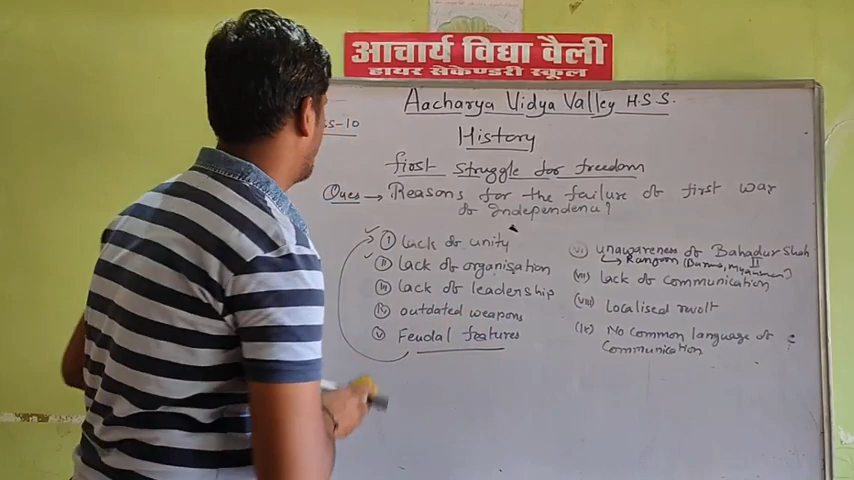 आचार्य विद्या वैली
हायर सेकेण्डरी स्कूल
Aacharya Vidya Valley H.S.S.
ss-10
History
first struggle for freedom
Ques → Reasons for the failure of first war
of Independence?
(i) lack of unity
(ii) lack of organisation
(iii) lack of leadership
(iv) outdated weapons
(v) Feudal features
(vi) unawareness of Bahadur Shah II
→ Rangoon (Burma, Myanmar)
(vii) lack of communication
(viii) Localised revolt
(ix) No common language of
communication